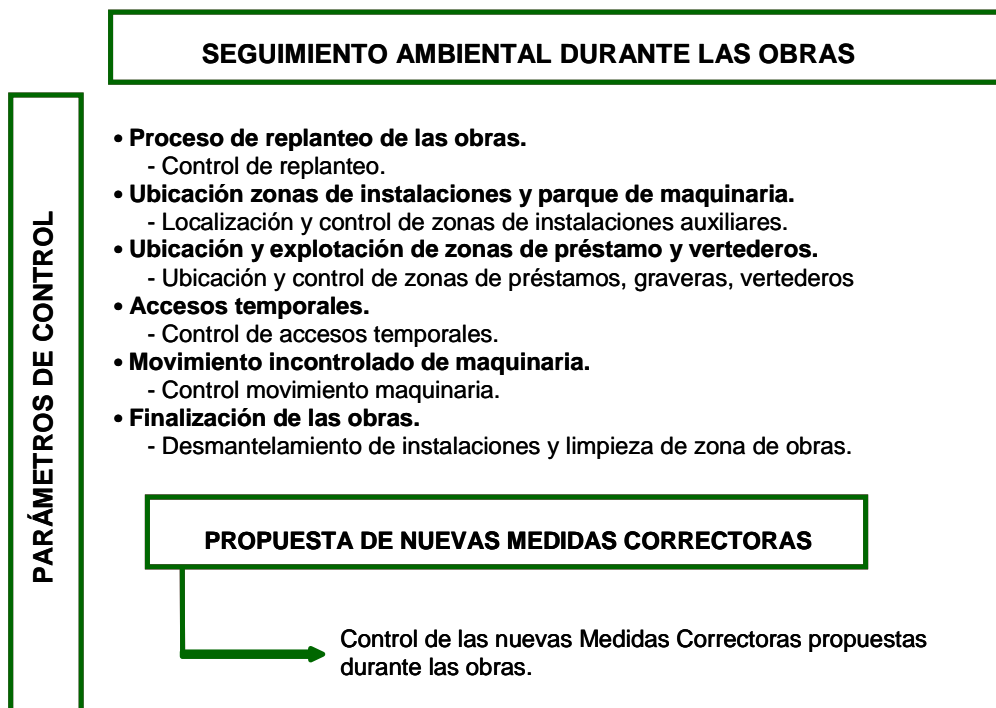 SEGUIMIENTO AMBIENTAL DURANTE LAS OBRAS
PARÁMETROS DE CONTROL
• Proceso de replanteo de las obras.
- Control de replanteo.
• Ubicación zonas de instalaciones y parque de maquinaria.
- Localización y control de zonas de instalaciones auxiliares.
• Ubicación y explotación de zonas de préstamo y vertederos.
- Ubicación y control de zonas de préstamos, graveras, vertederos
• Accesos temporales.
- Control de accesos temporales.
• Movimiento incontrolado de maquinaria.
- Control movimiento maquinaria.
• Finalización de las obras.
- Desmantelamiento de instalaciones y limpieza de zona de obras.
PROPUESTA DE NUEVAS MEDIDAS CORRECTORAS
Control de las nuevas Medidas Correctoras propuestas
durante las obras.